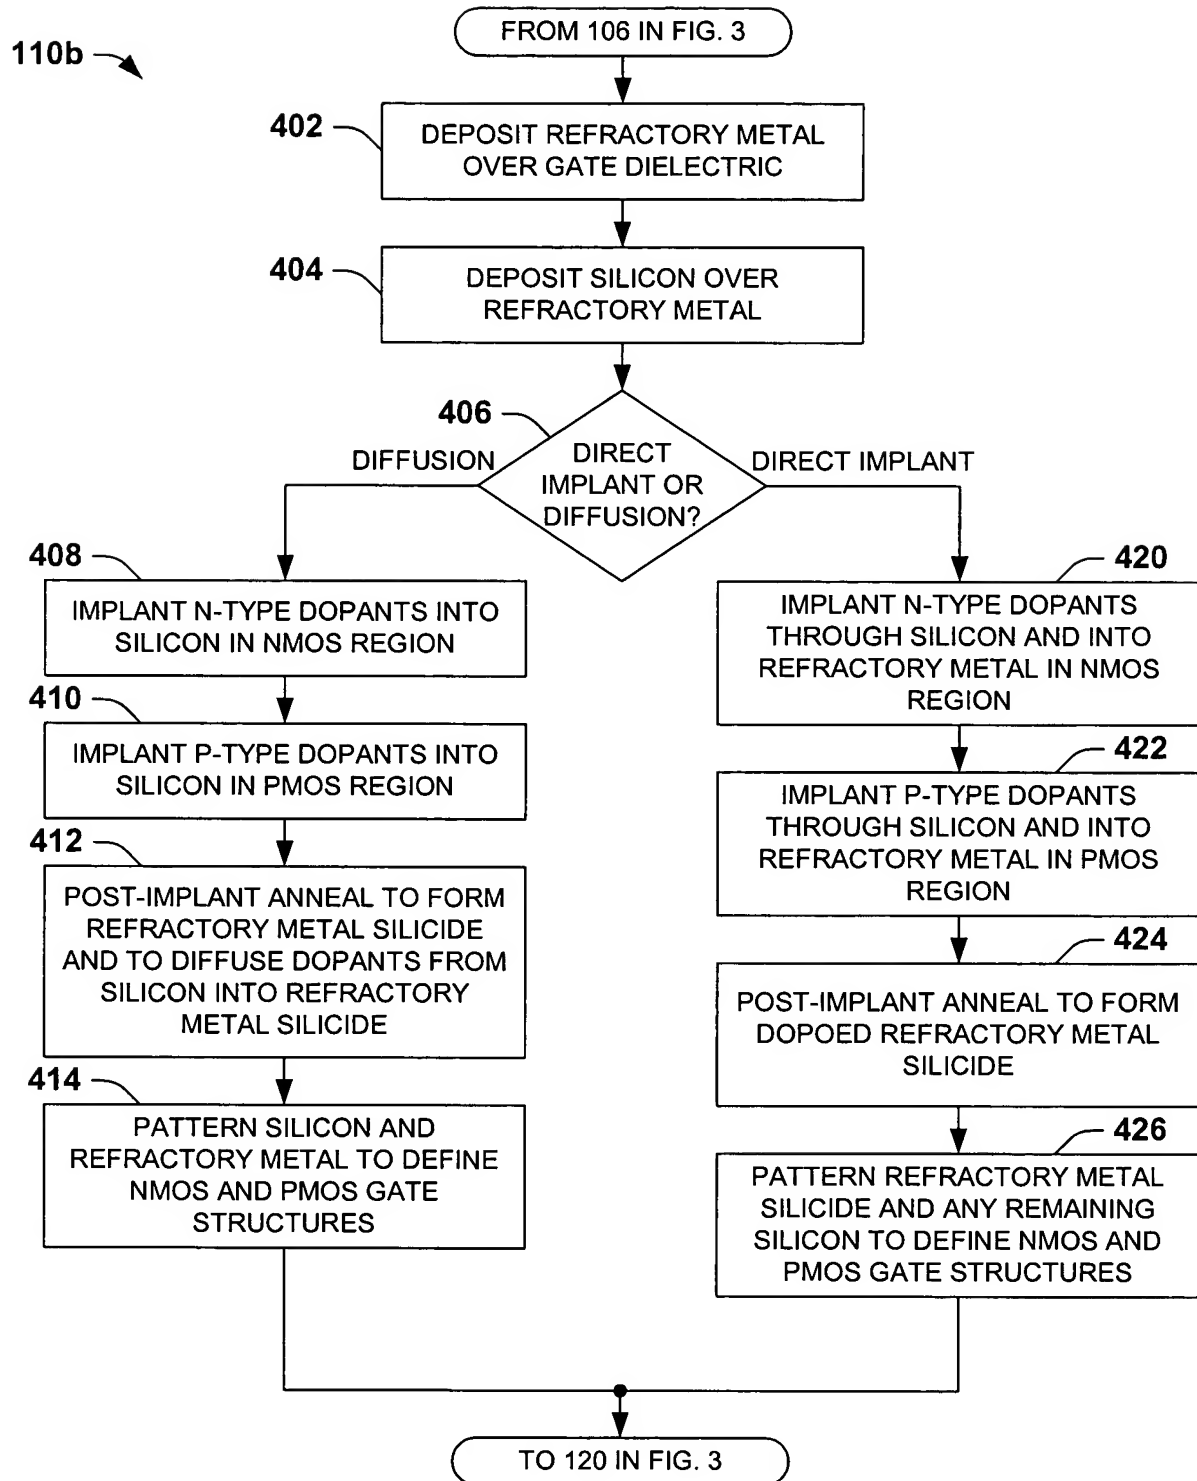 FROM 106 IN FIG. 3
110b
402
DEPOSIT REFRACTORY METAL
OVER GATE DIELECTRIC
404
DEPOSIT SILICON OVER
REFRACTORY METAL
406
DIRECT
IMPLANT OR
DIFFUSION?
DIFFUSION
DIRECT IMPLANT
408
IMPLANT N-TYPE DOPANTS INTO
SILICON IN NMOS REGION
410
IMPLANT P-TYPE DOPANTS INTO
SILICON IN PMOS REGION
412
POST-IMPLANT ANNEAL TO FORM
REFRACTORY METAL SILICIDE
AND TO DIFFUSE DOPANTS FROM
SILICON INTO REFRACTORY
METAL SILICIDE
414
PATTERN SILICON AND
REFRACTORY METAL TO DEFINE
NMOS AND PMOS GATE
STRUCTURES
420
IMPLANT N-TYPE DOPANTS
THROUGH SILICON AND INTO
REFRACTORY METAL IN NMOS
REGION
422
IMPLANT P-TYPE DOPANTS
THROUGH SILICON AND INTO
REFRACTORY METAL IN PMOS
REGION
424
POST-IMPLANT ANNEAL TO FORM
DOPOED REFRACTORY METAL
SILICIDE
426
PATTERN REFRACTORY METAL
SILICIDE AND ANY REMAINING
SILICON TO DEFINE NMOS AND
PMOS GATE STRUCTURES
TO 120 IN FIG. 3